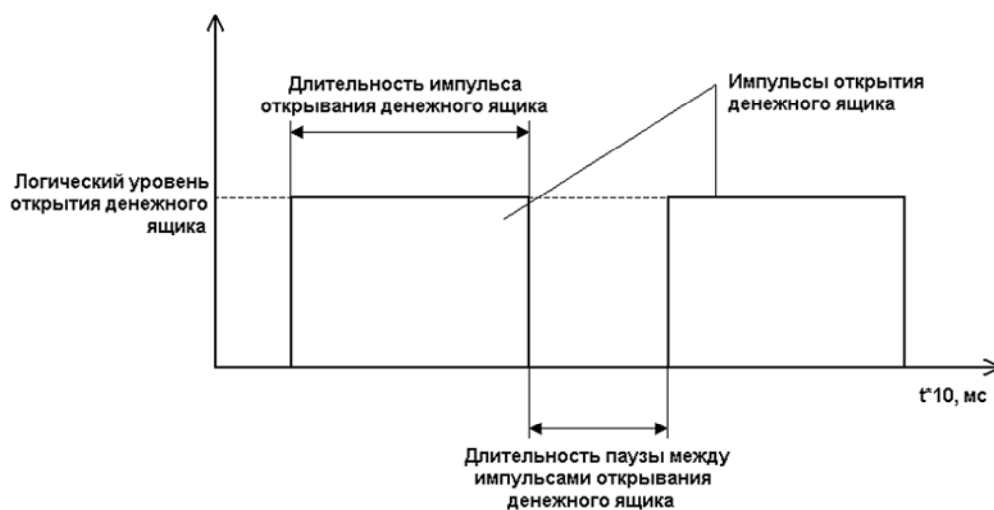 Длительность импульса
открывания денежного ящика
Импульсы открытия
денежного ящика
Логический уровень
открытия денежного
ящика
t*10, мс
Длительность паузы между
импульсами открывания
денежного ящика